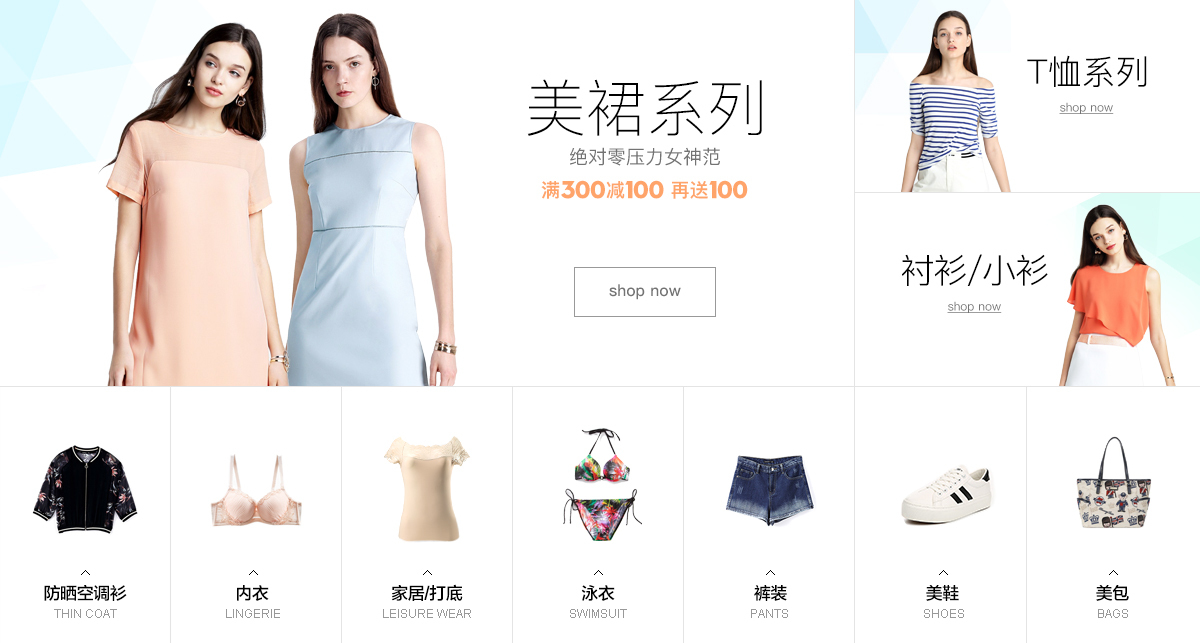 美裙系列
绝对零压力女神范
满300减100 再送100
shop now
T恤系列
shop now
衬衫/小衫
shop now
防晒空调衫
THIN COAT
内衣
LINGERIE
家居/打底
LEISURE WEAR
泳衣
SWIMSUIT
裤装
PANTS
美鞋
SHOES
美包
BAGS